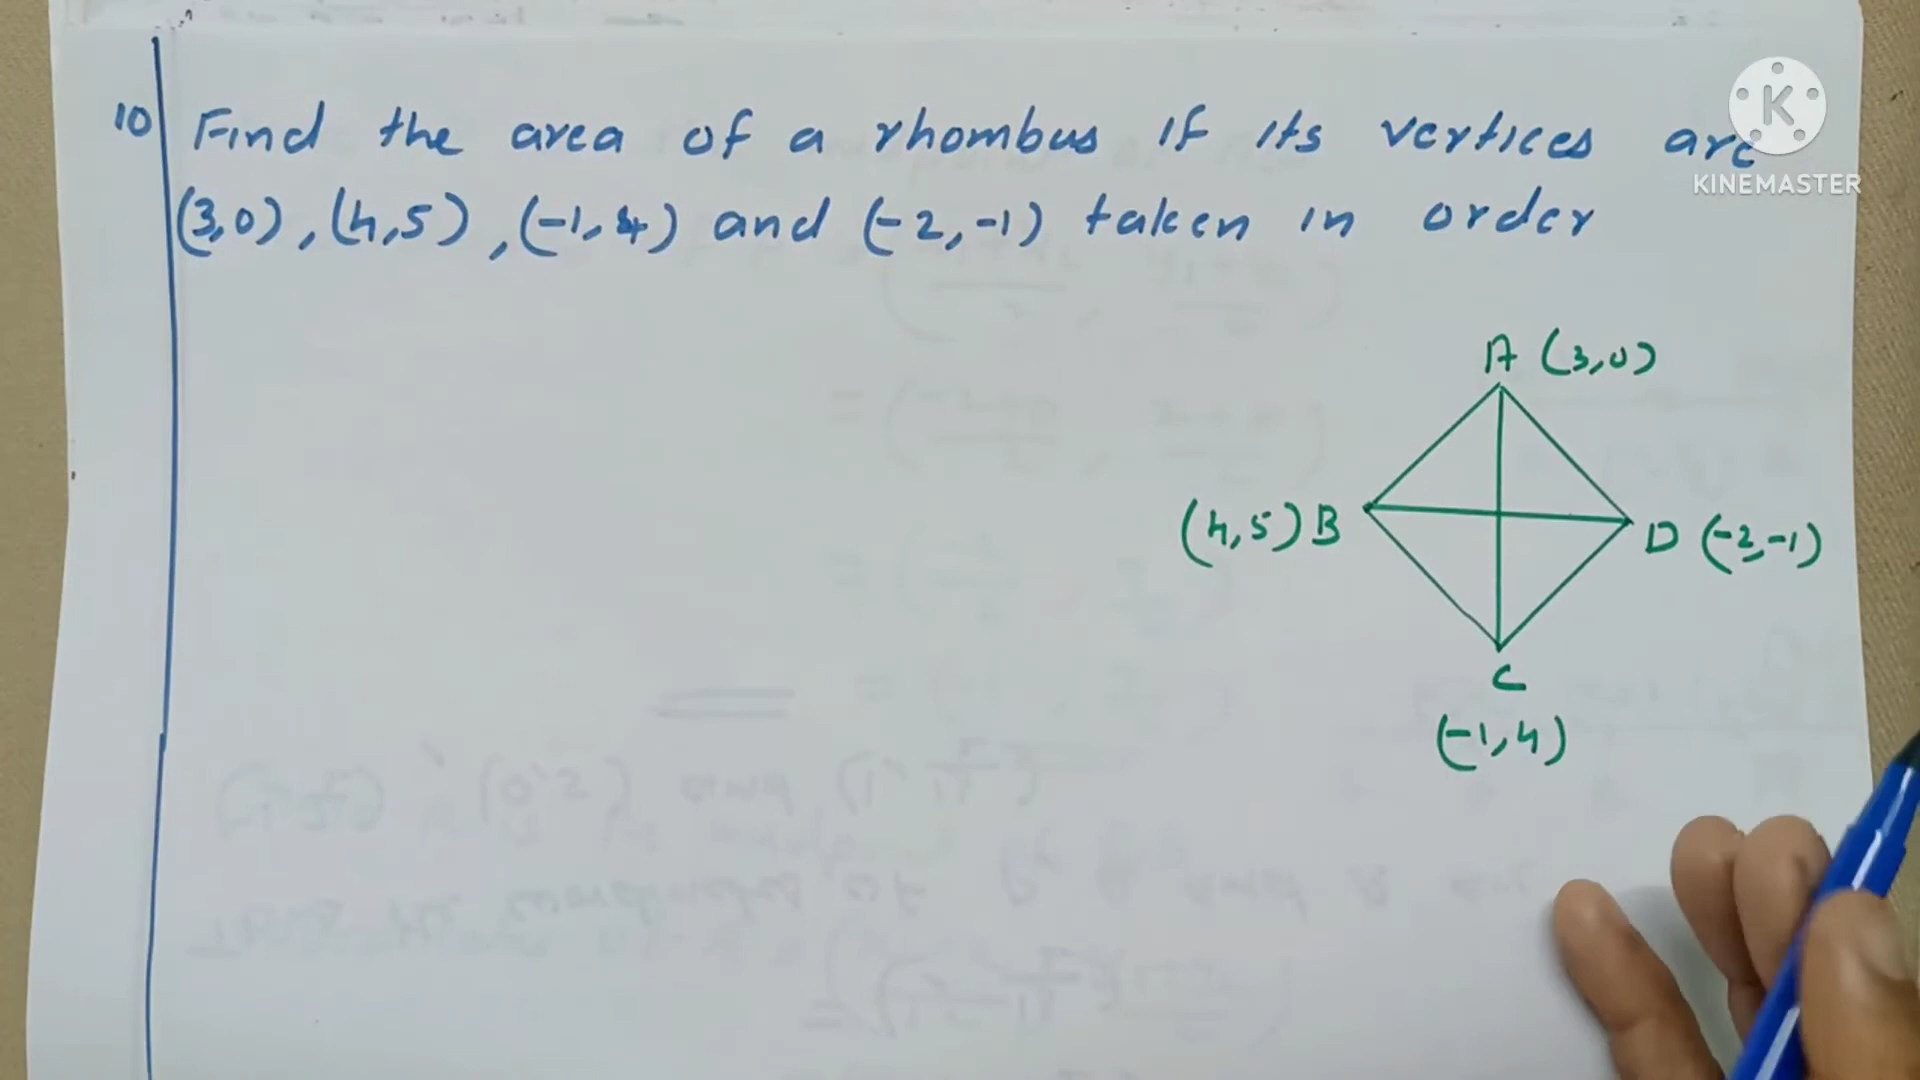 10 Find the area of a rhombus if its vertices are
(3,0), (4,5), (-1,4) and (-2,-1) taken in order
A (3,0)
(4,5) B
D (-2,-1)
C
(-1,4)
K
KINEMASTER